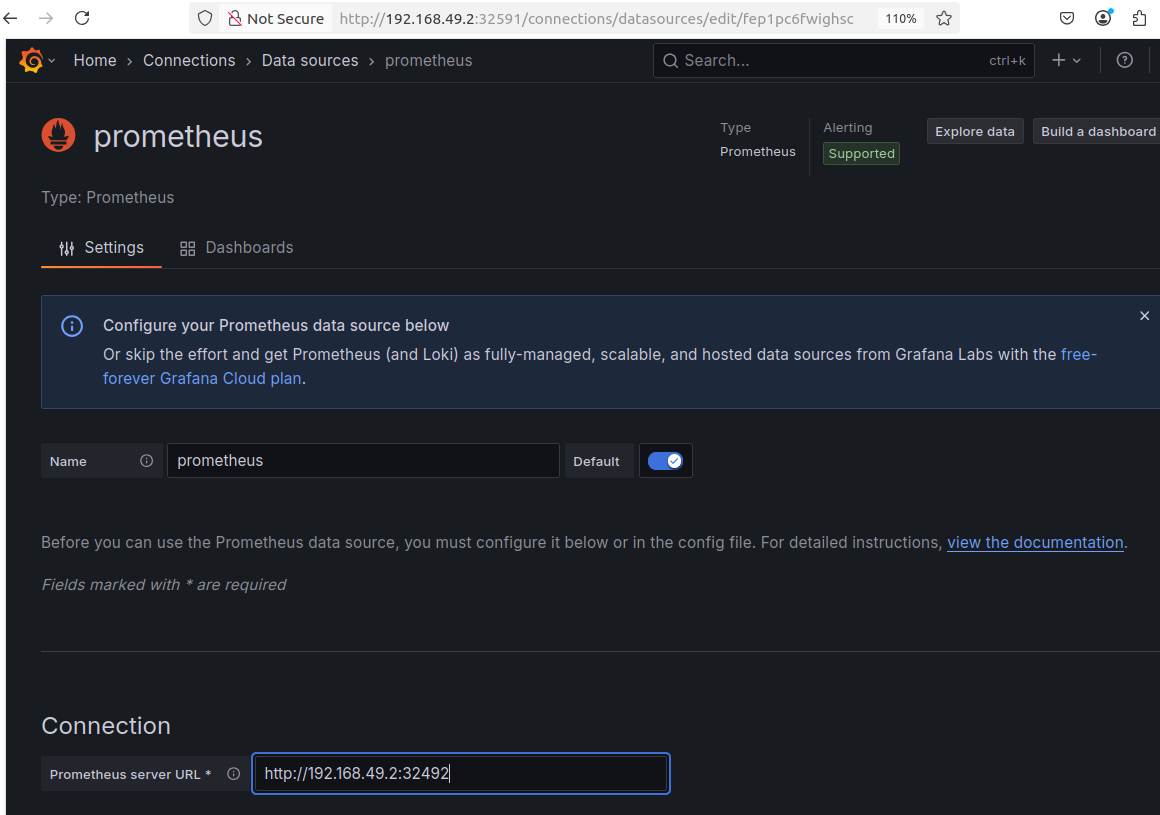 Not Secure http://192.168.49.2:32591/connections/datasources/edit/fep1pc6fwighsc 110%
Home › Connections › Data sources › prometheus Search... ctrl+k
prometheus
Type Alerting Explore data Build a dashboard
Prometheus Supported
Type: Prometheus
Settings Dashboards
Configure your Prometheus data source below
Or skip the effort and get Prometheus (and Loki) as fully-managed, scalable, and hosted data sources from Grafana Labs with the free-
forever Grafana Cloud plan.
Name prometheus Default
Before you can use the Prometheus data source, you must configure it below or in the config file. For detailed instructions, view the documentation.
Fields marked with * are required
Connection
Prometheus server URL * http://192.168.49.2:32492